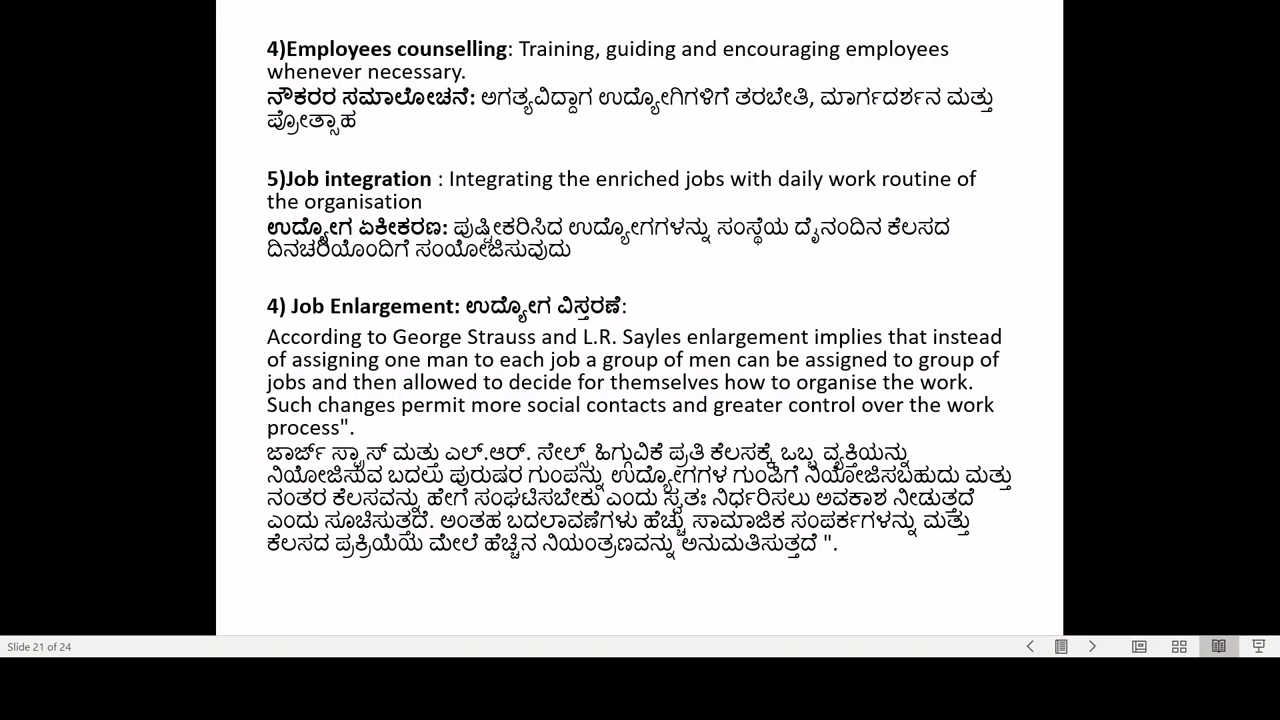 4)Employees counselling: Training, guiding and encouraging employees
whenever necessary.
ನೌಕರರ ಸಮಾಲೋಚನೆ: ಅಗತ್ಯವಿದ್ದಾಗ ಉದ್ಯೋಗಿಗಳಿಗೆ ತರಬೇತಿ, ಮಾರ್ಗದರ್ಶನ ಮತ್ತು
ಪ್ರೋತ್ಸಾಹ
5)Job integration : Integrating the enriched jobs with daily work routine of
the organisation
ಉದ್ಯೋಗ ಏಕೀಕರಣ: ಪುಷ್ಟೀಕರಿಸಿದ ಉದ್ಯೋಗಗಳನ್ನು ಸಂಸ್ಥೆಯ ದೈನಂದಿನ ಕೆಲಸದ
ದಿನಚರಿಯೊಂದಿಗೆ ಸಂಯೋಜಿಸುವುದು
4) Job Enlargement: ಉದ್ಯೋಗ ವಿಸ್ತರಣೆ:
According to George Strauss and L.R. Sayles enlargement implies that instead
of assigning one man to each job a group of men can be assigned to group of
jobs and then allowed to decide for themselves how to organise the work.
Such changes permit more social contacts and greater control over the work
process".
ಜಾರ್ಜ್ ಸ್ಟ್ರಾಸ್ ಮತ್ತು ಎಲ್.ಆರ್. ಸೇಲ್ಸ್ ಹಿಗ್ಗುವಿಕೆ ಪ್ರತಿ ಕೆಲಸಕ್ಕೆ ಒಬ್ಬ ವ್ಯಕ್ತಿಯನ್ನು
ನಿಯೋಜಿಸುವ ಬದಲು ಪುರುಷರ ಗುಂಪನ್ನು ಉದ್ಯೋಗಗಳ ಗುಂಪಿಗೆ ನಿಯೋಜಿಸಬಹುದು ಮತ್ತು
ನಂತರ ಕೆಲಸವನ್ನು ಹೇಗೆ ಸಂಘಟಿಸಬೇಕು ಎಂದು ಸ್ವತಃ ನಿರ್ಧರಿಸಲು ಅವಕಾಶ ನೀಡುತ್ತದೆ
ಎಂದು ಸೂಚಿಸುತ್ತದೆ. ಅಂತಹ ಬದಲಾವಣೆಗಳು ಹೆಚ್ಚು ಸಾಮಾಜಿಕ ಸಂಪರ್ಕಗಳನ್ನು ಮತ್ತು
ಕೆಲಸದ ಪ್ರಕ್ರಿಯೆಯ ಮೇಲೆ ಹೆಚ್ಚಿನ ನಿಯಂತ್ರಣವನ್ನು ಅನುಮತಿಸುತ್ತದೆ ".
Slide 21 of 24